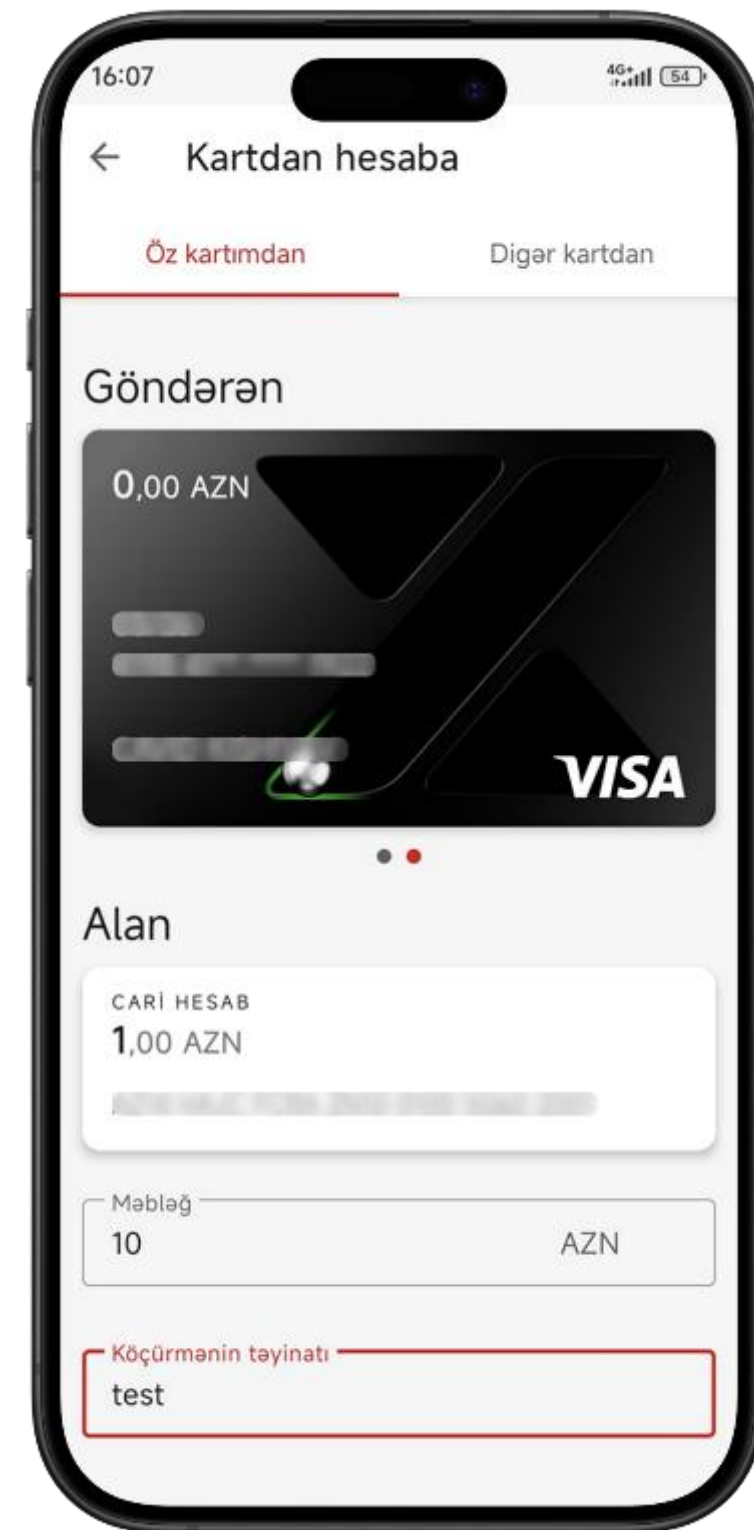 16:07
4G+
54
Kartdan hesaba
Öz kartımdan
Digər kartdan
Göndərən
0,00 AZN
VISA
Alan
CARİ HESAB
1,00 AZN
Məbləğ
10 AZN
Köçürmənin təyinatı
test